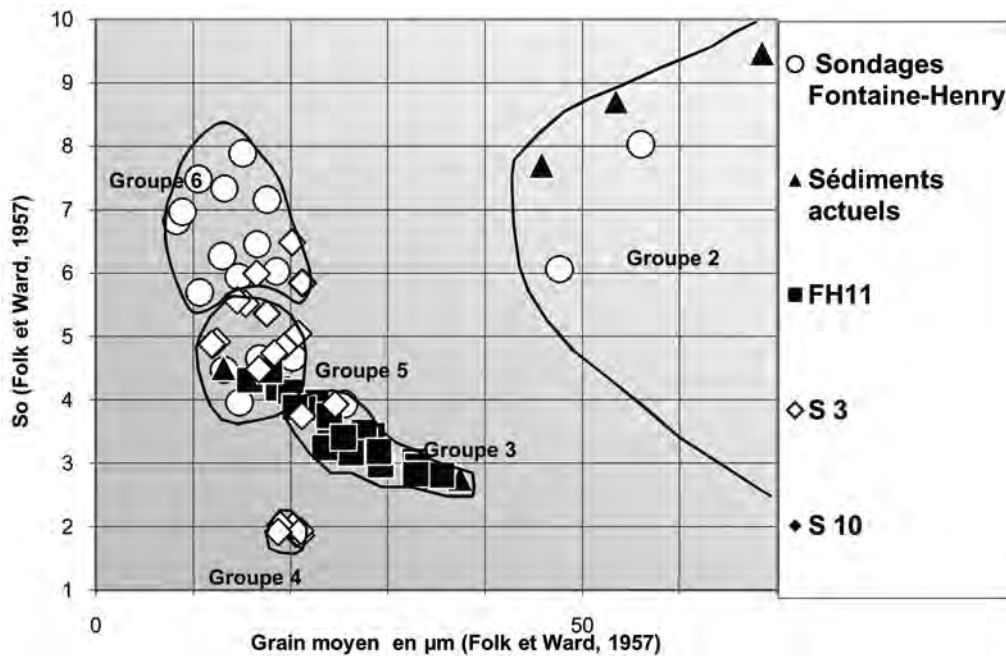 So (Folk et Ward, 1957)
10
9
8
7
6
5
4
3
2
1
0
50
Grain moyen en µm (Folk et Ward, 1957)
Groupe 6
Groupe 2
Groupe 5
Groupe 3
Groupe 4
Sondages
Fontaine-Henry
Sédiments
actuels
FH11
S 3
S 10